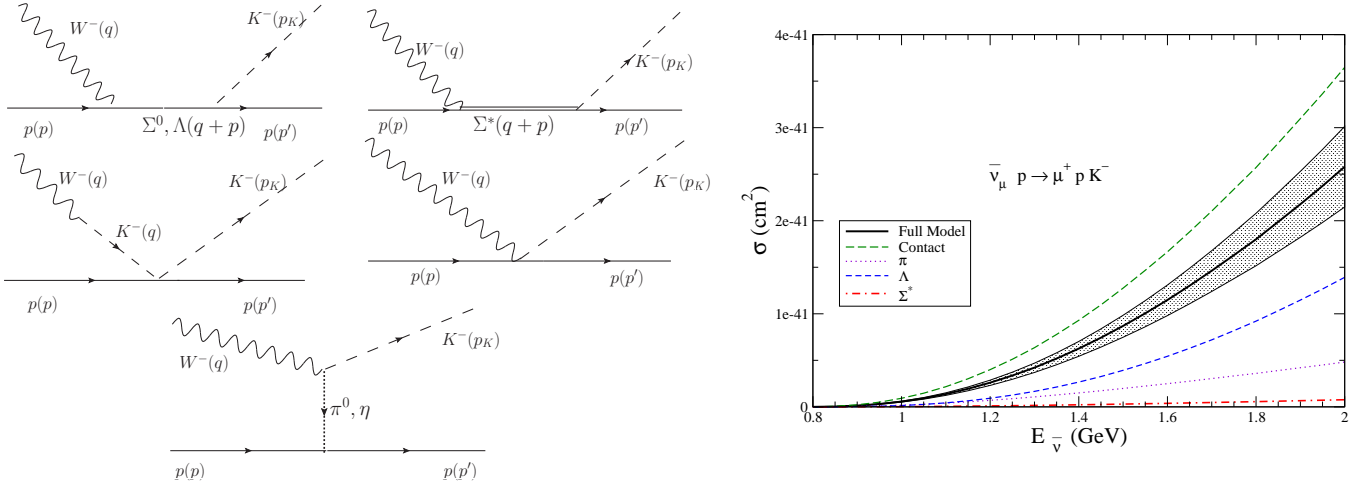 W⁻(q)
K⁻(p_K)
p(p)
Σ⁰, Λ(q + p)
p(p′)
W⁻(q)
K⁻(p_K)
p(p)
Σ*(q + p)
p(p′)
W⁻(q)
K⁻(p_K)
K⁻(q)
p(p)
p(p′)
W⁻(q)
K⁻(p_K)
p(p)
p(p′)
W⁻(q)
K⁻(p_K)
π⁰, η
p(p)
p(p′)
4e-41
3e-41
2e-41
1e-41
0
σ (cm²)
ν̄_μ p → μ⁺ p K⁻
Full Model
Contact
π
Λ
Σ*
0.8 1 1.2 1.4 1.6 1.8 2
E_ν̄ (GeV)